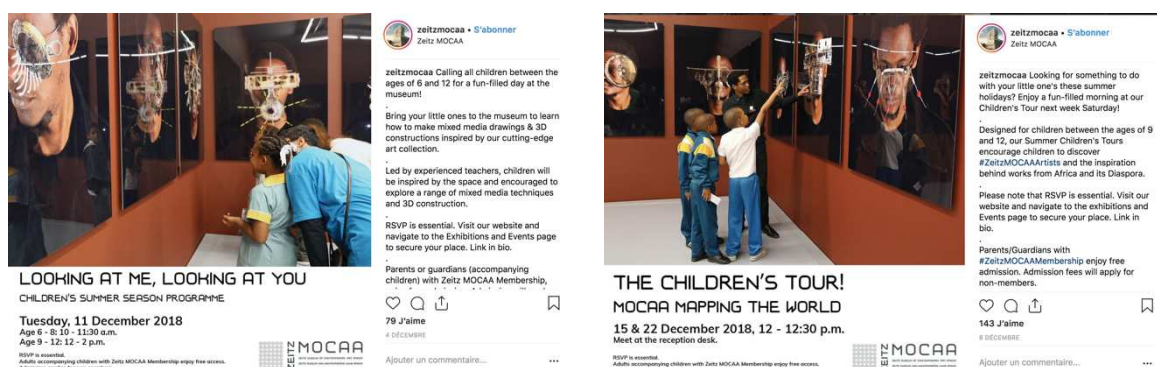 LOOKING AT ME, LOOKING AT YOU
CHILDREN'S SUMMER SEASON PROGRAMME
Tuesday, 11 December 2018
Age 6 - 8: 10 - 11:30 a.m.
Age 9 - 12: 12 - 2 p.m.
RSVP is essential.
Adults accompanying children with Zeitz MOCAA Membership enjoy free access.
ZEITZ MOCAA
zeitzmocaa • S'abonner
Zeitz MOCAA
zeitzmocaa Calling all children between the
ages of 6 and 12 for a fun-filled day at the
museum!
.
Bring your little ones to the museum to learn
how to make mixed media drawings & 3D
constructions inspired by our cutting-edge
art collection.
.
Led by experienced teachers, children will
be inspired by the space and encouraged to
explore a range of mixed media techniques
and 3D construction.
.
RSVP is essential. Visit our website and
navigate to the Exhibitions and Events page
to secure your place. Link in bio.
.
Parents or guardians (accompanying
children) with Zeitz MOCAA Membership,
79 J'aime
4 DÉCEMBRE
Ajouter un commentaire...
THE CHILDREN'S TOUR!
MOCAA MAPPING THE WORLD
15 & 22 December 2018, 12 - 12:30 p.m.
Meet at the reception desk.
RSVP is essential.
Adults accompanying children with Zeitz MOCAA Membership enjoy free access.
ZEITZ MOCAA
zeitzmocaa • S'abonner
Zeitz MOCAA
zeitzmocaa Looking for something to do
with your little one's these summer
holidays? Enjoy a fun-filled morning at our
Children's Tour next week Saturday!
.
Designed for children between the ages of 9
and 12, our Summer Children's Tours
encourage children to discover
#ZeitzMOCAAArtists and the inspiration
behind works from Africa and its Diaspora.
.
Please note that RSVP is essential. Visit our
website and navigate to the exhibitions and
Events page to secure your place. Link in
bio.
.
Parents/Guardians with
#ZeitzMOCAAMembership enjoy free
admission. Admission fees will apply for
non-members.
143 J'aime
8 DÉCEMBRE
Ajouter un commentaire...